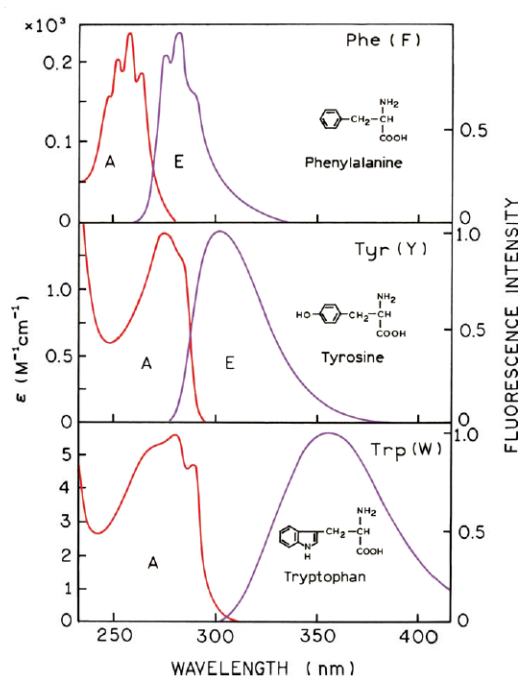 ×10³
Phe (F)
0.2
0.1
0
0.5
0
A
E
NH₂
CH₂-CH
COOH
Phenylalanine
Tyr (Y)
1.0
1.0
0.5
0.5
0
0
A
E
HO
NH₂
CH₂-CH
COOH
Tyrosine
Trp (W)
5
4
3
2
1
0
1.0
0.5
0
A
NH₂
CH₂-CH
COOH
N
H
Tryptophan
250
300
350
400
WAVELENGTH (nm)
ε (M⁻¹cm⁻¹)
FLUORESCENCE INTENSITY